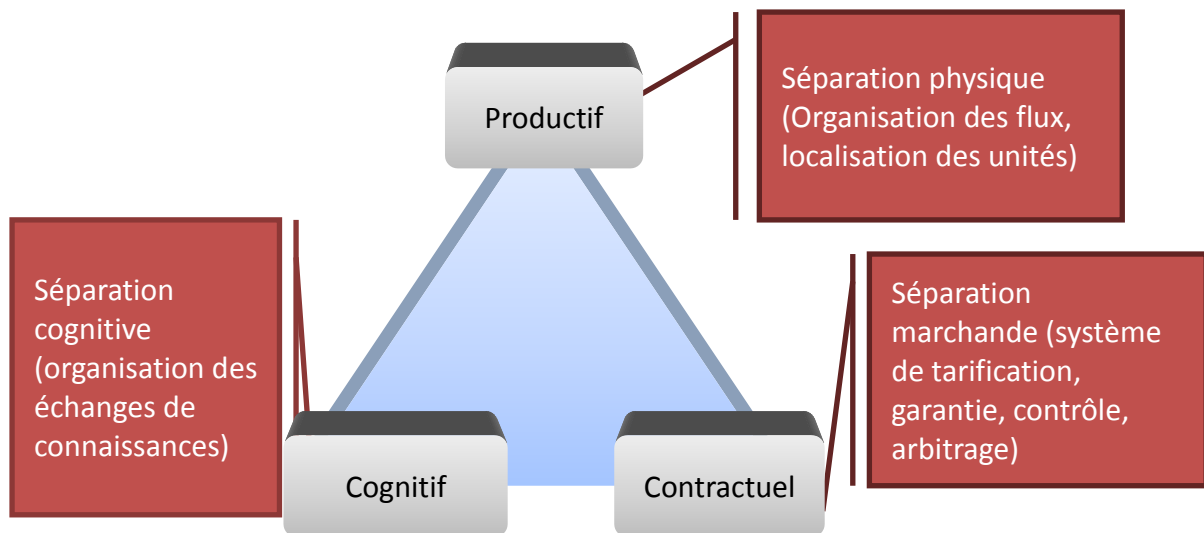 Productif
Séparation physique
(Organisation des flux,
localisation des unités)
Séparation
cognitive
(organisation des
échanges de
connaissances)
Séparation
marchande (système
de tarification,
garantie, contrôle,
arbitrage)
Cognitif
Contractuel